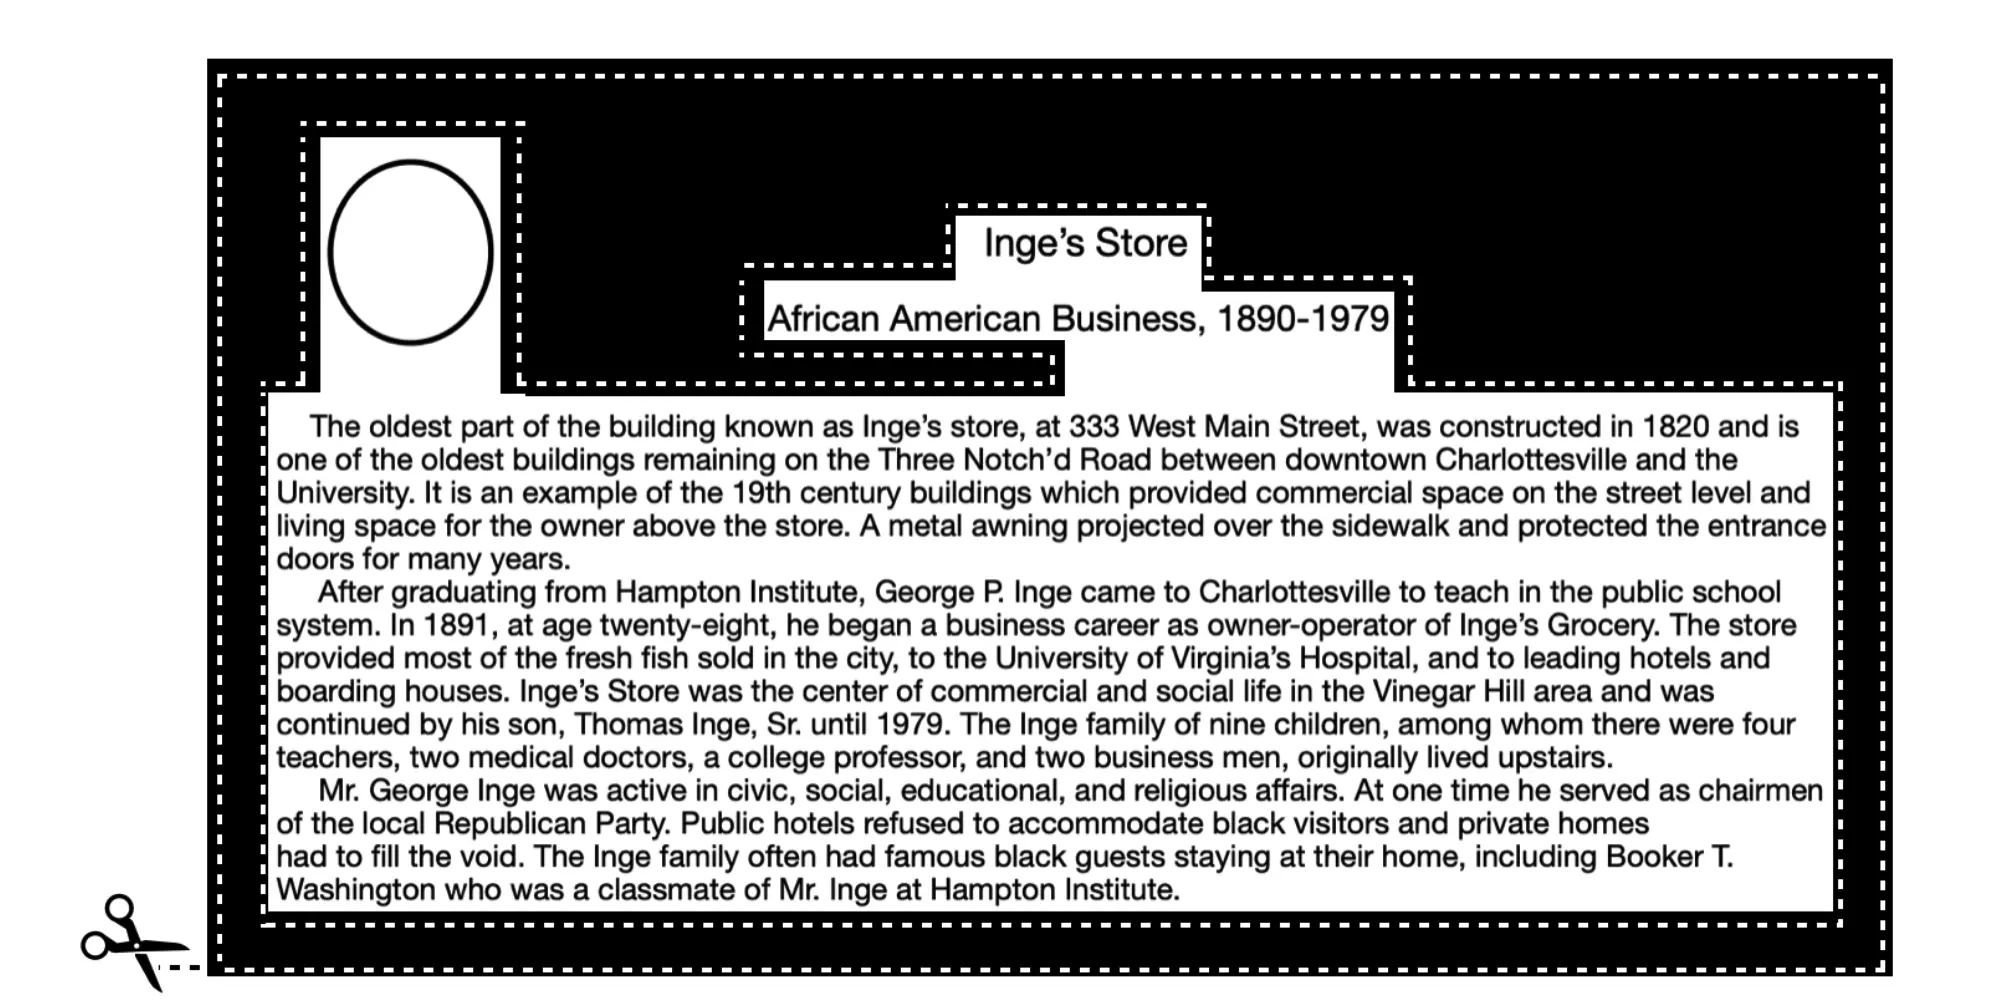 Inge’s Store
African American Business, 1890-1979
The oldest part of the building known as Inge’s store, at 333 West Main Street, was constructed in 1820 and is
one of the oldest buildings remaining on the Three Notch’d Road between downtown Charlottesville and the
University. It is an example of the 19th century buildings which provided commercial space on the street level and
living space for the owner above the store. A metal awning projected over the sidewalk and protected the entrance
doors for many years.
After graduating from Hampton Institute, George P. Inge came to Charlottesville to teach in the public school
system. In 1891, at age twenty-eight, he began a business career as owner-operator of Inge’s Grocery. The store
provided most of the fresh fish sold in the city, to the University of Virginia’s Hospital, and to leading hotels and
boarding houses. Inge’s Store was the center of commercial and social life in the Vinegar Hill area and was
continued by his son, Thomas Inge, Sr. until 1979. The Inge family of nine children, among whom there were four
teachers, two medical doctors, a college professor, and two business men, originally lived upstairs.
Mr. George Inge was active in civic, social, educational, and religious affairs. At one time he served as chairmen
of the local Republican Party. Public hotels refused to accommodate black visitors and private homes
had to fill the void. The Inge family often had famous black guests staying at their home, including Booker T.
Washington who was a classmate of Mr. Inge at Hampton Institute.